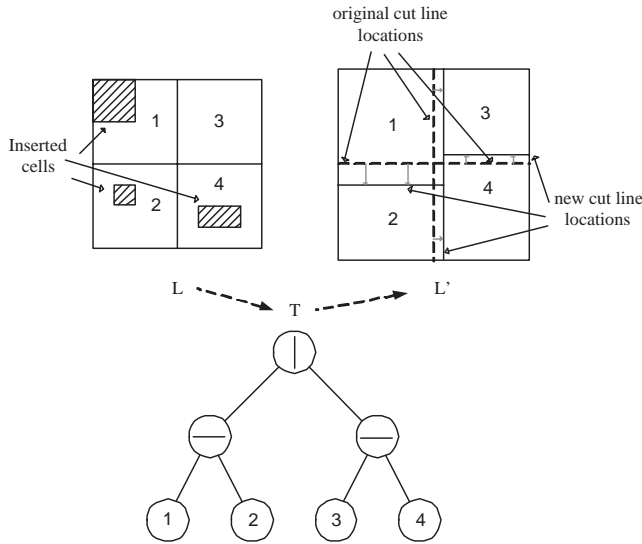 original cut line
locations
1
3
Inserted
cells
4
2
1
3
4
2
new cut line
locations
L
T
L'
1
2
3
4